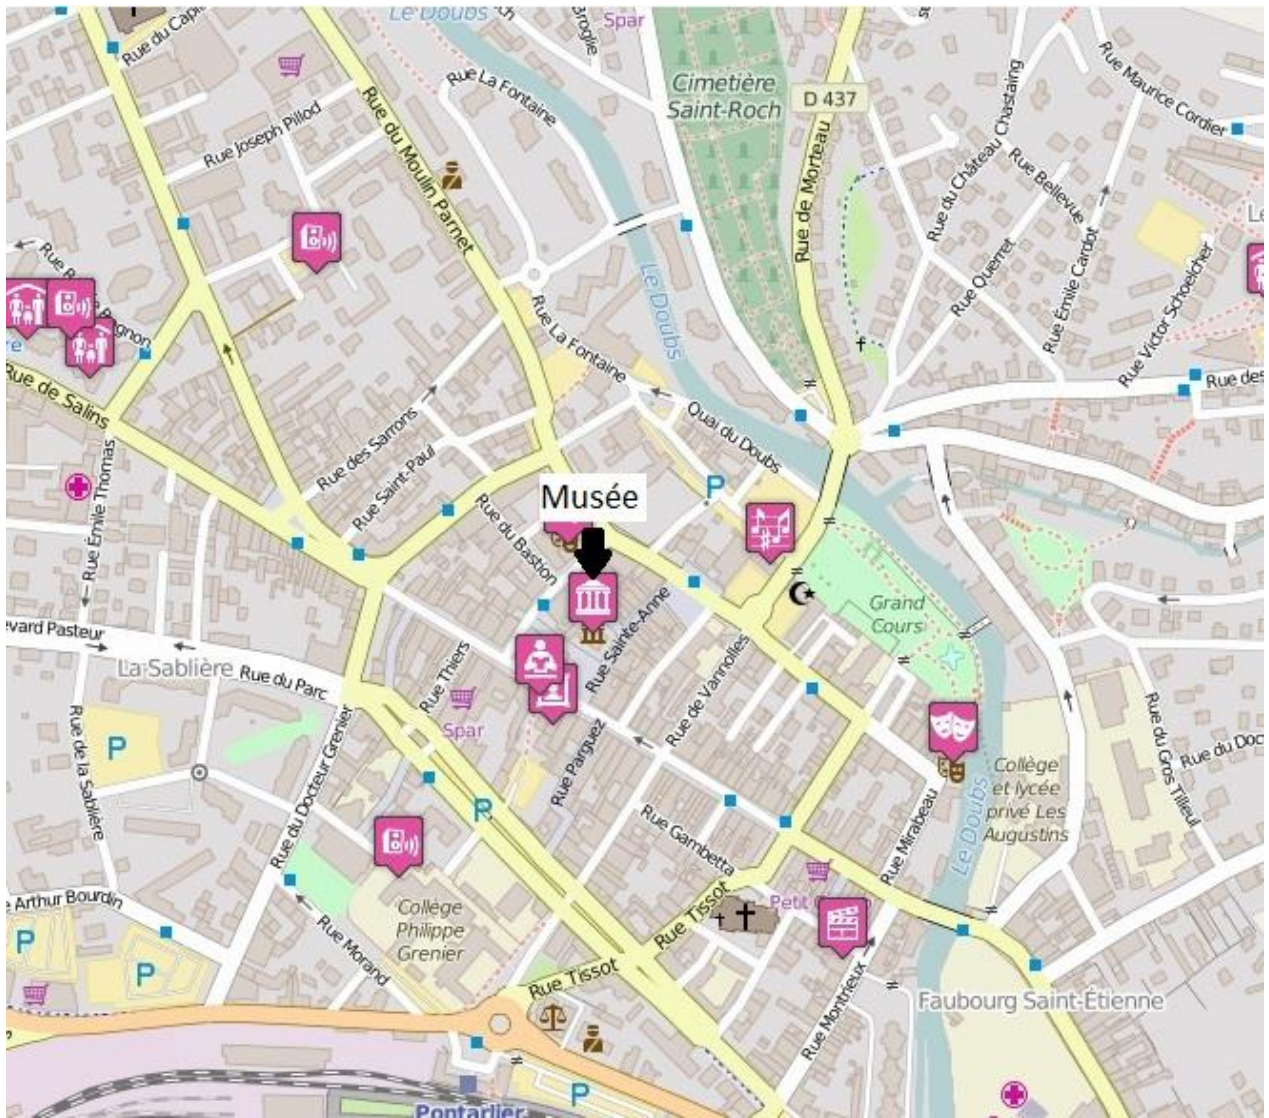 Le Doubs
Spar
Rue du Capi
Broglie
Rue Maurice Cordier
Rue La Fontaine
Cimetière
Saint-Roch
D 437
Rue du Moulin Parnet
Rue Joseph Pillod
Rue du Château Chastaing
Rue Bellevue
Rue de Morteau
Rue Querret
Rue Émile Cardot
Rue Victor Schoelcher
Le
Le Doubs
Rue La Fontaine
Rue de Salins
Rue des
Quai du Doubs
Rue des Sarrons
Rue Saint-Paul
Rue Émile Thomas
P
Musée
Rue du Bastion
Grand
Cours
Rue Sainte-Anne
evard Pasteur
La Sablière
Rue du Parc
Rue Thiers
Rue de Vannolles
Spar
P
Rue de la Sablière
Rue du Docteur Grenier
Rue Parguez
Rue du Gros Tilleul
Rue du Doc
Collège
et lycée
privé Les
Augustins
P
Rue Gambetta
Rue Mirabeau
Le Doubs
e Arthur Bourdin
Collège
Philippe
Grenier
Rue Tissot
Petit
P
P
Rue Morand
Rue Tissot
Rue Montrieux
Faubourg Saint-Étienne
P
Pontarlier